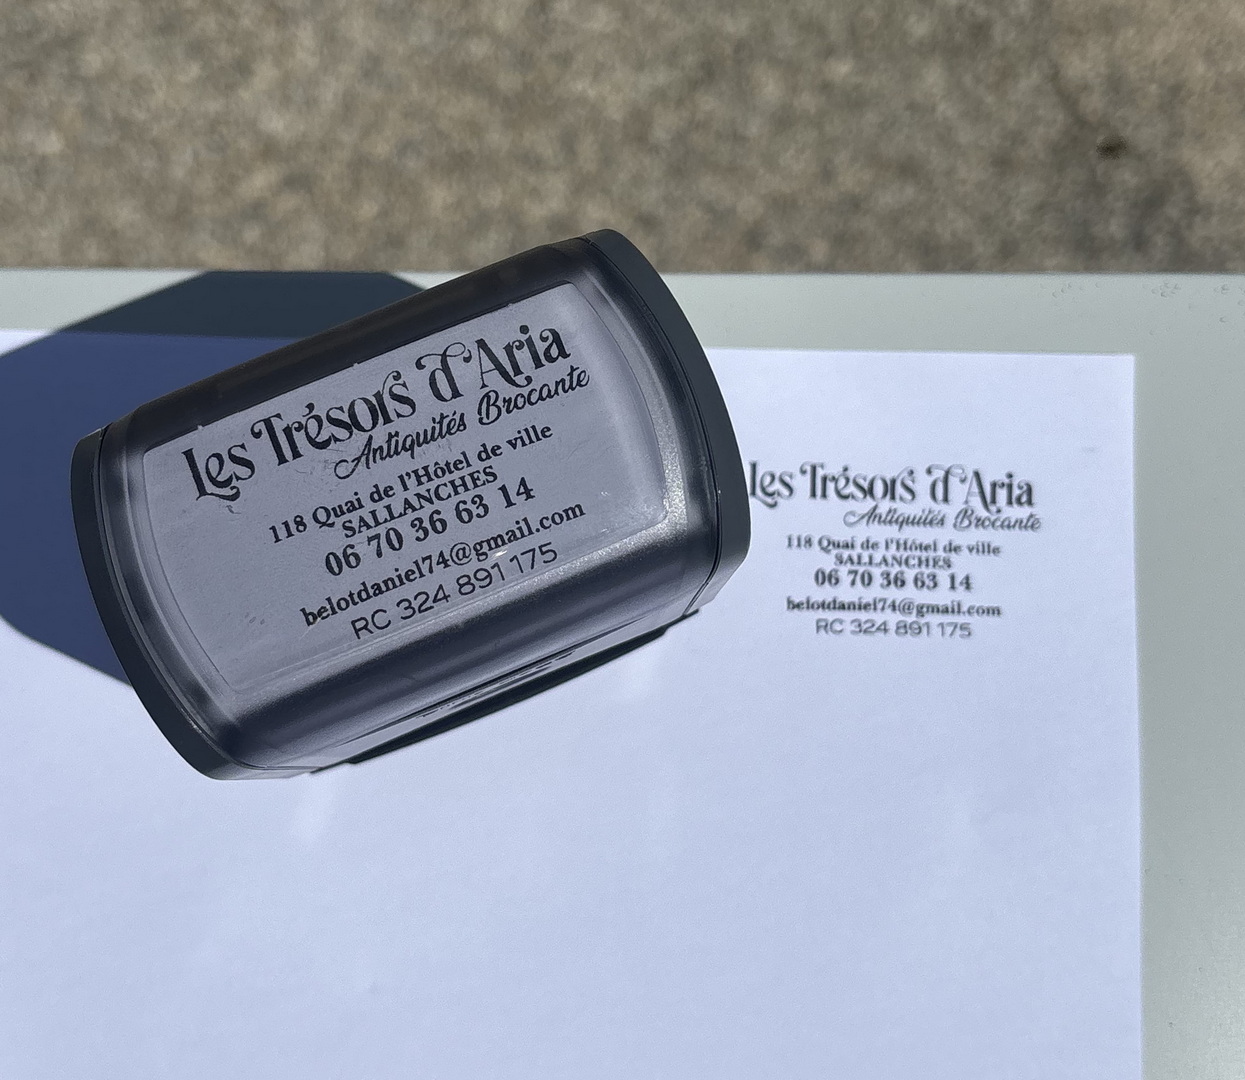 Les Trésors d'Aria
Antiquités Brocante
118 Quai de l'Hôtel de ville
SALLANCHES
06 70 36 63 14
belotdaniel74@gmail.com
RC 324 891 175
Les Trésors d'Aria
Antiquités Brocante
118 Quai de l'Hôtel de ville
SALLANCHES
06 70 36 63 14
belotdaniel74@gmail.com
RC 324 891 175